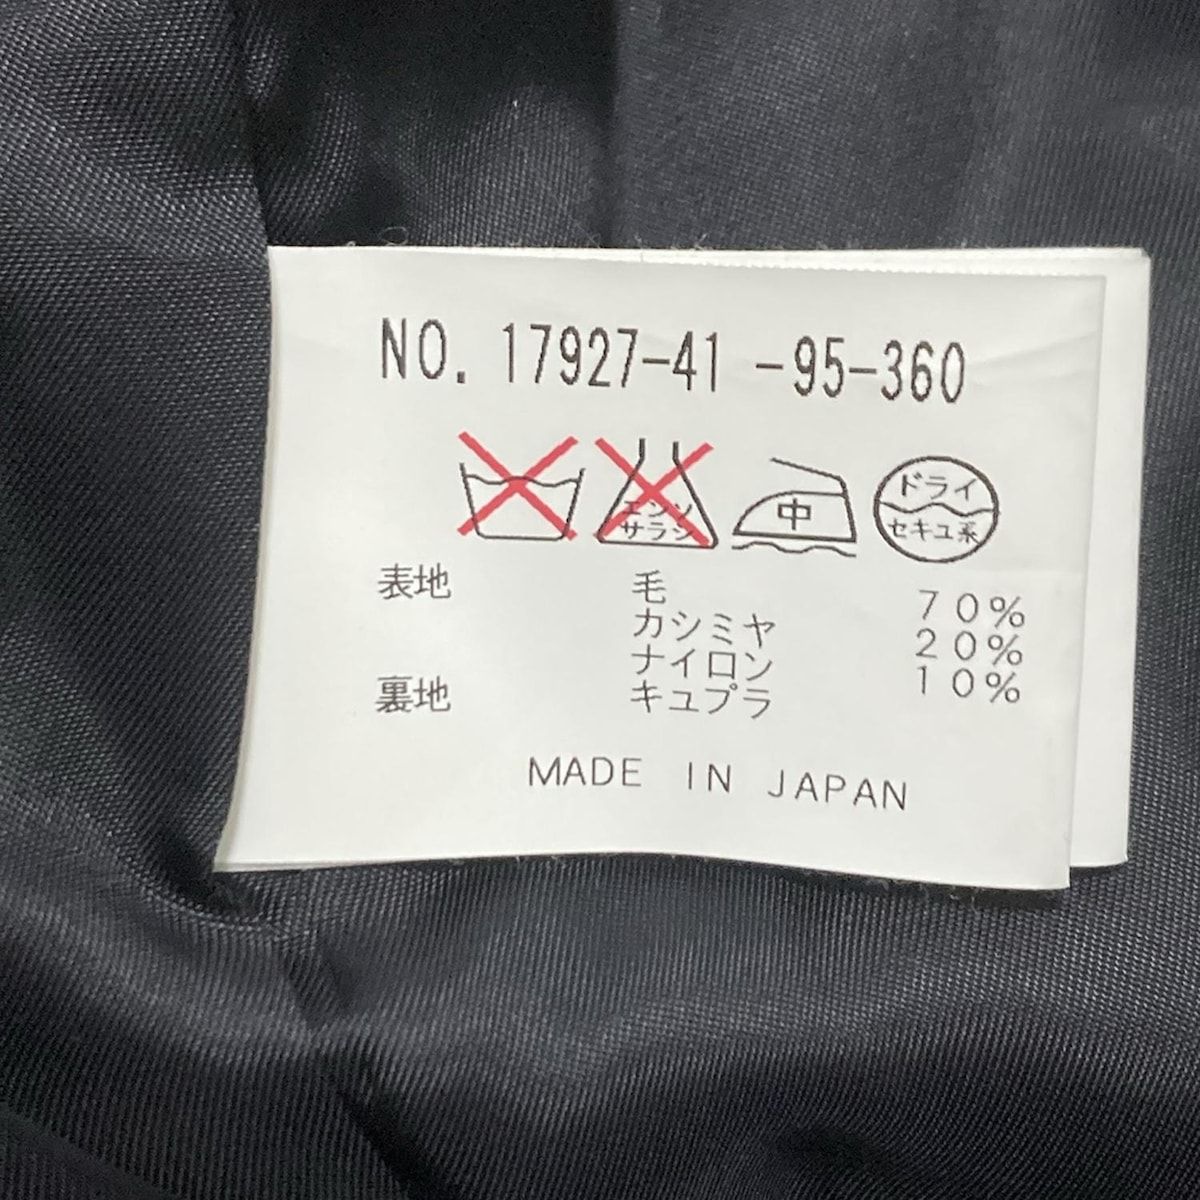 NO. 17927-41 -95-360
エンソ
サラシ
中
ドライ
セキユ系
表地 毛 70%
カシミヤ 20%
ナイロン 10%
裏地 キュプラ
MADE IN JAPAN